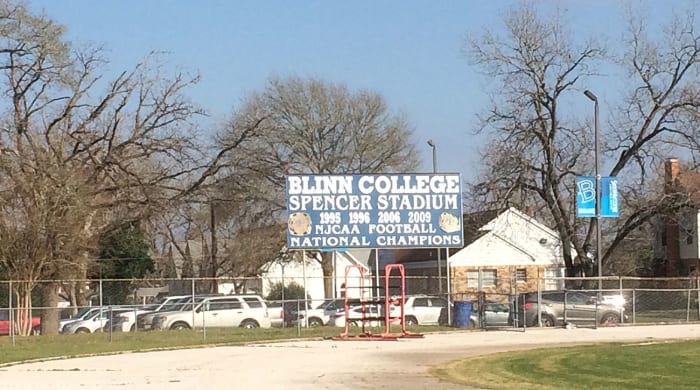 BLINN COLLEGE
SPENCER STADIUM
1995 1996 2006 2009
NJCAA FOOTBALL
NATIONAL CHAMPIONS
B